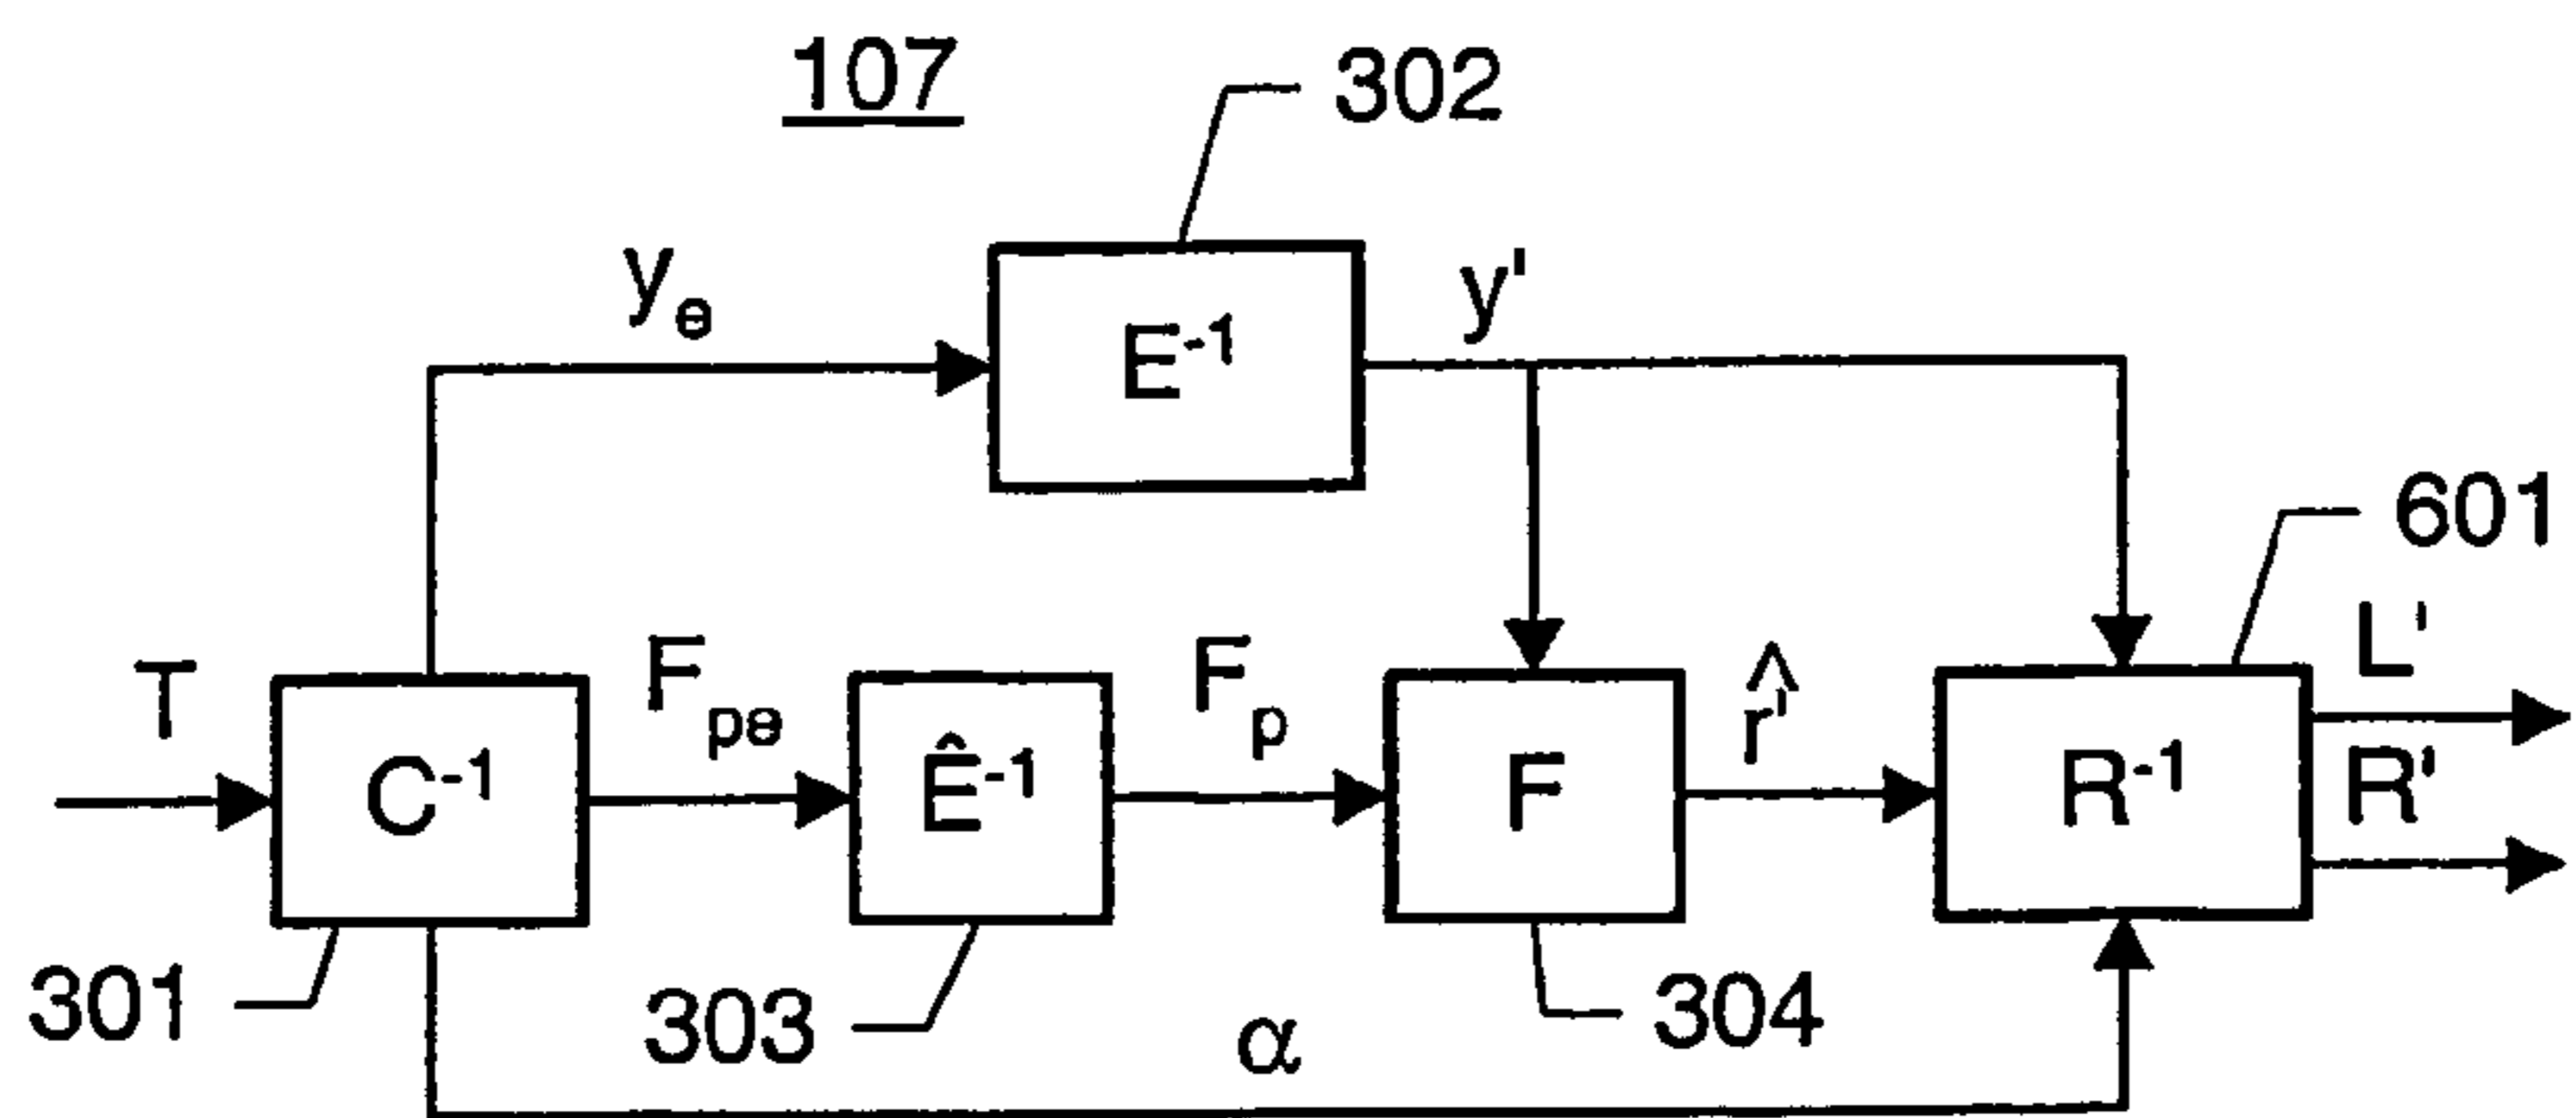 107
302
y_e
E^-1
y'
601
T
F_pe
F_p
r̂'
L'
R'
C^-1
Ê^-1
F
R^-1
301
303
304
α